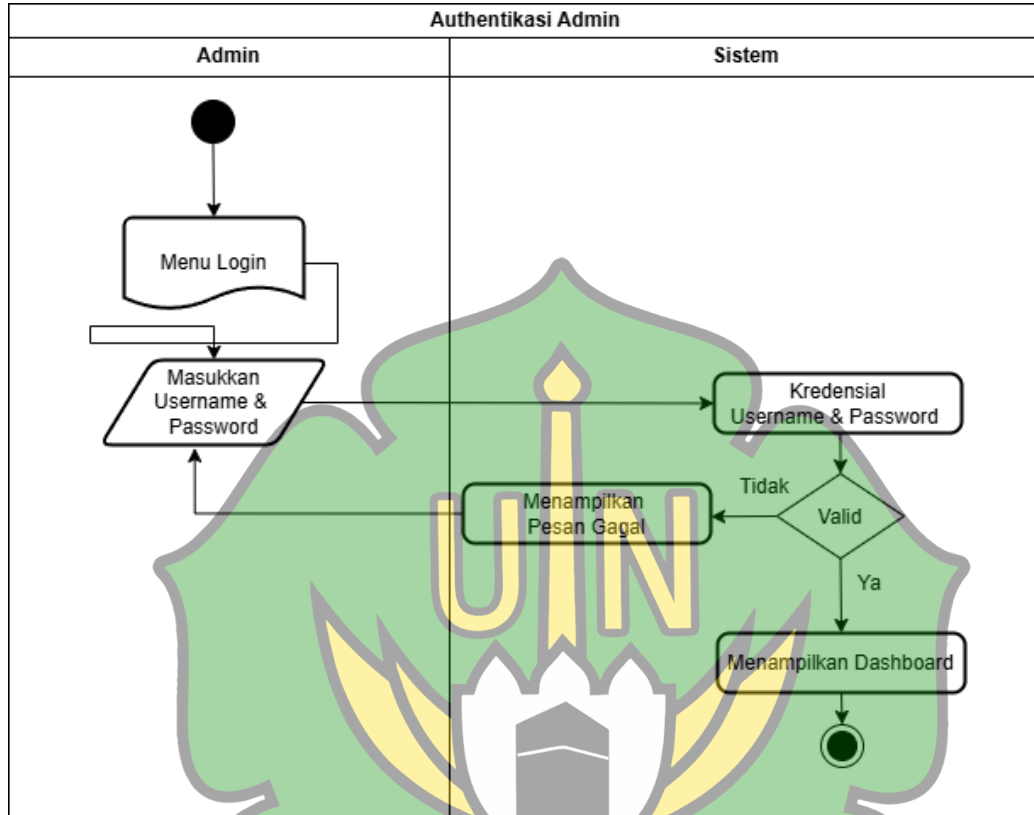 Authentikasi Admin
Admin
Sistem
Menu Login
Masukkan
Username &
Password
Kredensial
Username & Password
Valid
Tidak
Menampilkan
Pesan Gagal
Ya
Menampilkan Dashboard
UIN